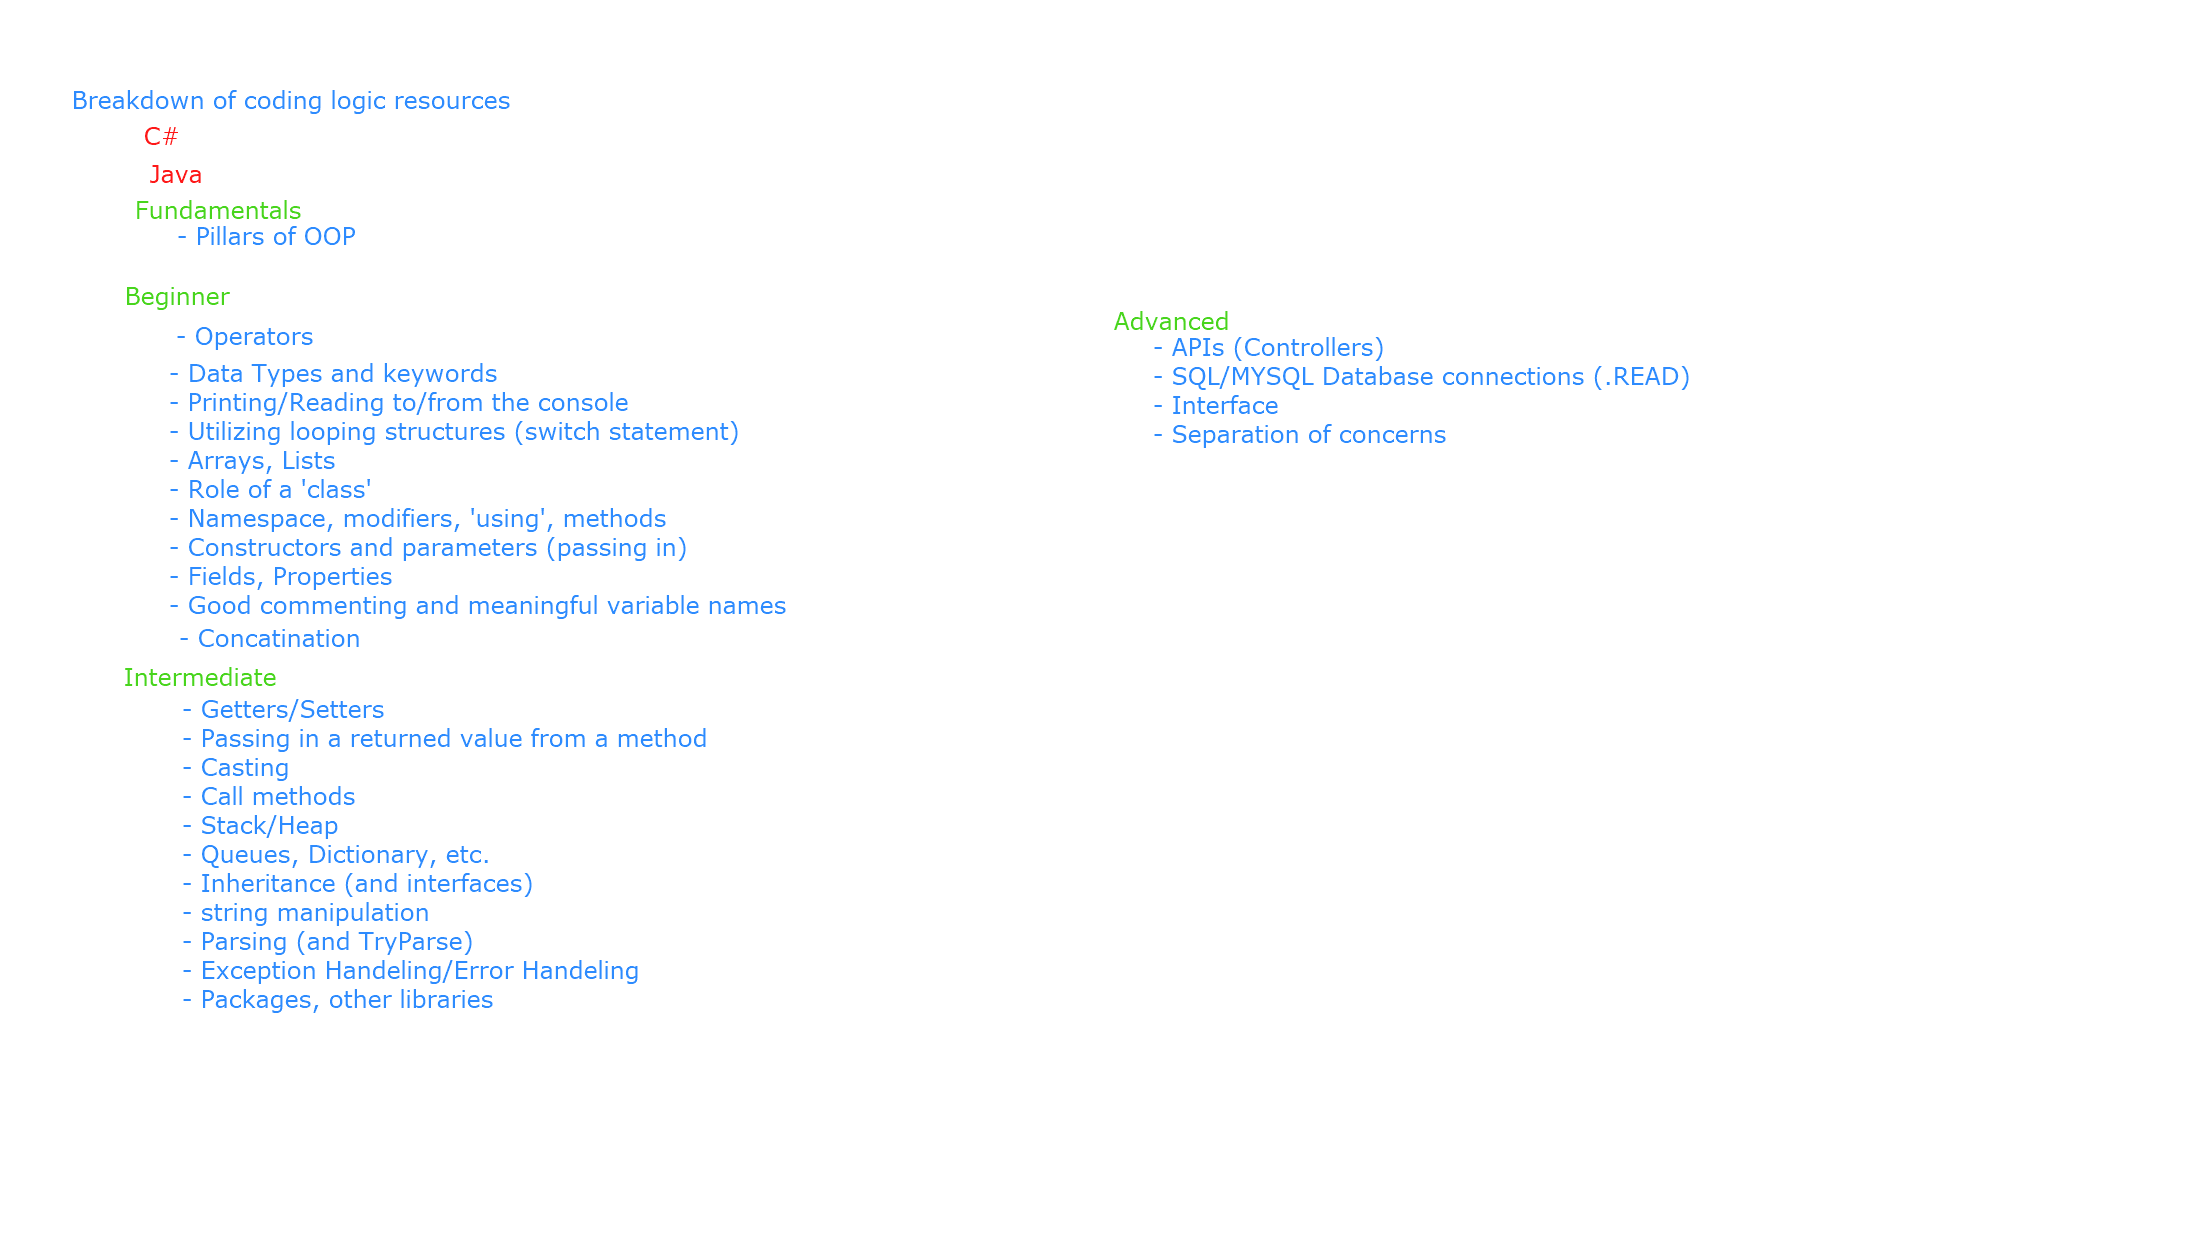 Breakdown of coding logic resources
C#
Java
Fundamentals
- Pillars of OOP
Beginner
- Operators
- Data Types and keywords
- Printing/Reading to/from the console
- Utilizing looping structures (switch statement)
- Arrays, Lists
- Role of a 'class'
- Namespace, modifiers, 'using', methods
- Constructors and parameters (passing in)
- Fields, Properties
- Good commenting and meaningful variable names
- Concatination
Intermediate
- Getters/Setters
- Passing in a returned value from a method
- Casting
- Call methods
- Stack/Heap
- Queues, Dictionary, etc.
- Inheritance (and interfaces)
- string manipulation
- Parsing (and TryParse)
- Exception Handeling/Error Handeling
- Packages, other libraries
Advanced
- APIs (Controllers)
- SQL/MYSQL Database connections (.READ)
- Interface
- Separation of concerns